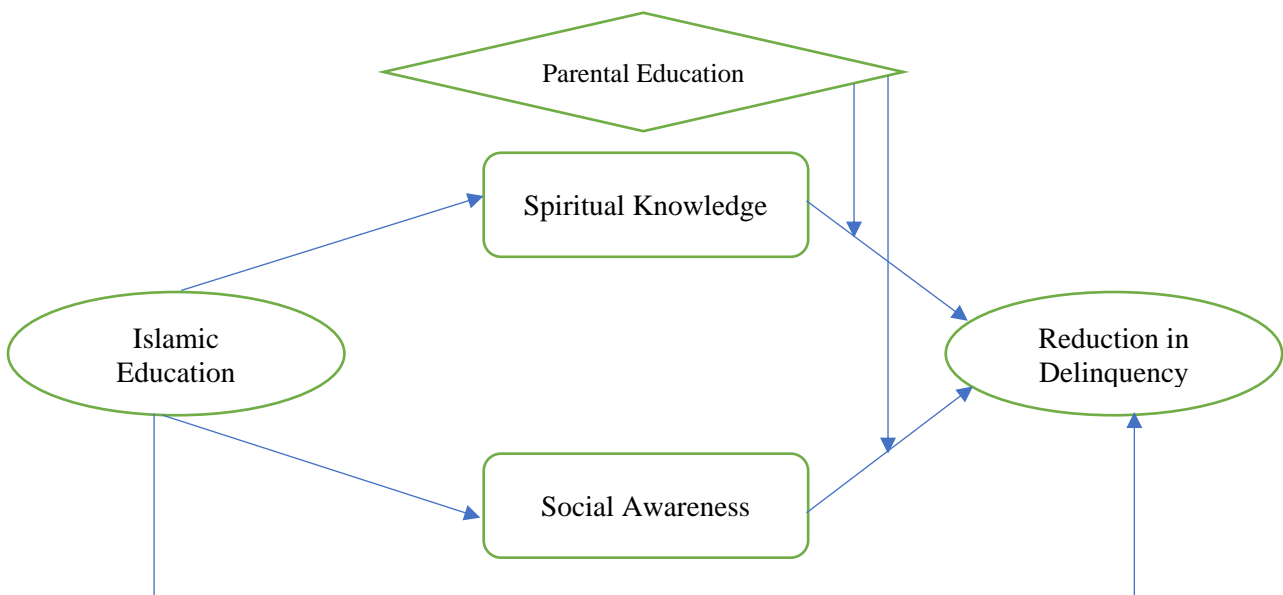 Parental Education
Spiritual Knowledge
Islamic
Education
Reduction in
Delinquency
Social Awareness